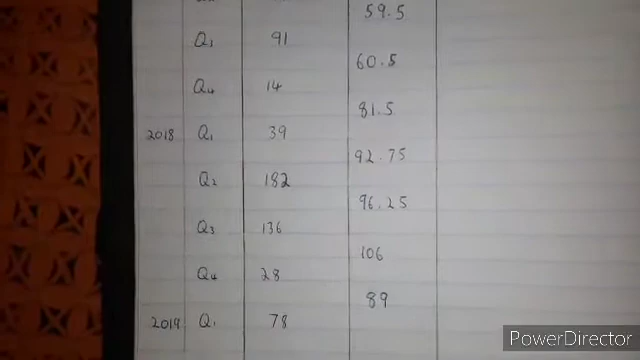 59.5
Q₃ 91
60.5
Q₄ 14
81.5
2018 Q₁ 39
92.75
Q₂ 182
96.25
Q₃ 136
106
Q₄ 28
89
2019 Q₁ 78
PowerDirector